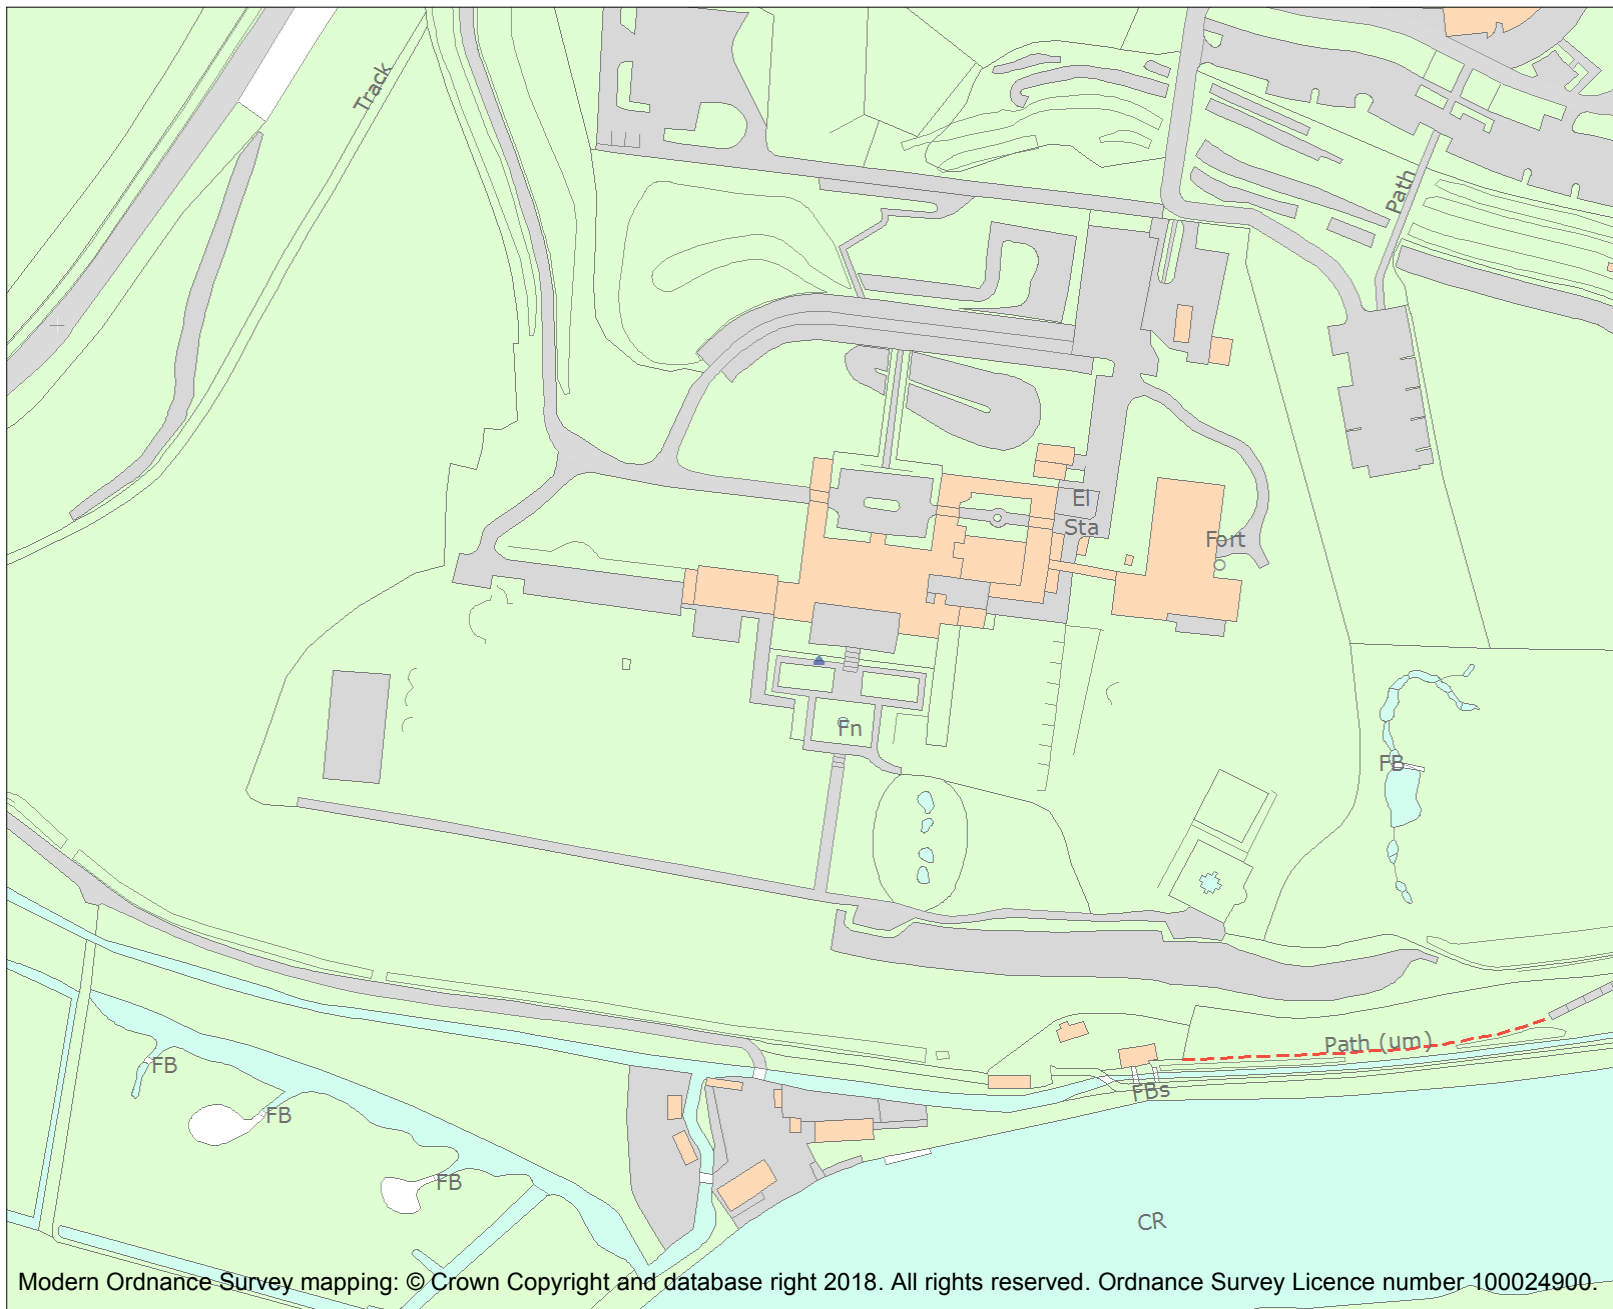 Track
Path
El
Sta
Fort
Fn
FB
Path (um)
FBs
FB
FB
FB
CR
Modern Ordnance Survey mapping: © Crown Copyright and database right 2018. All rights reserved. Ordnance Survey Licence number 100024900.